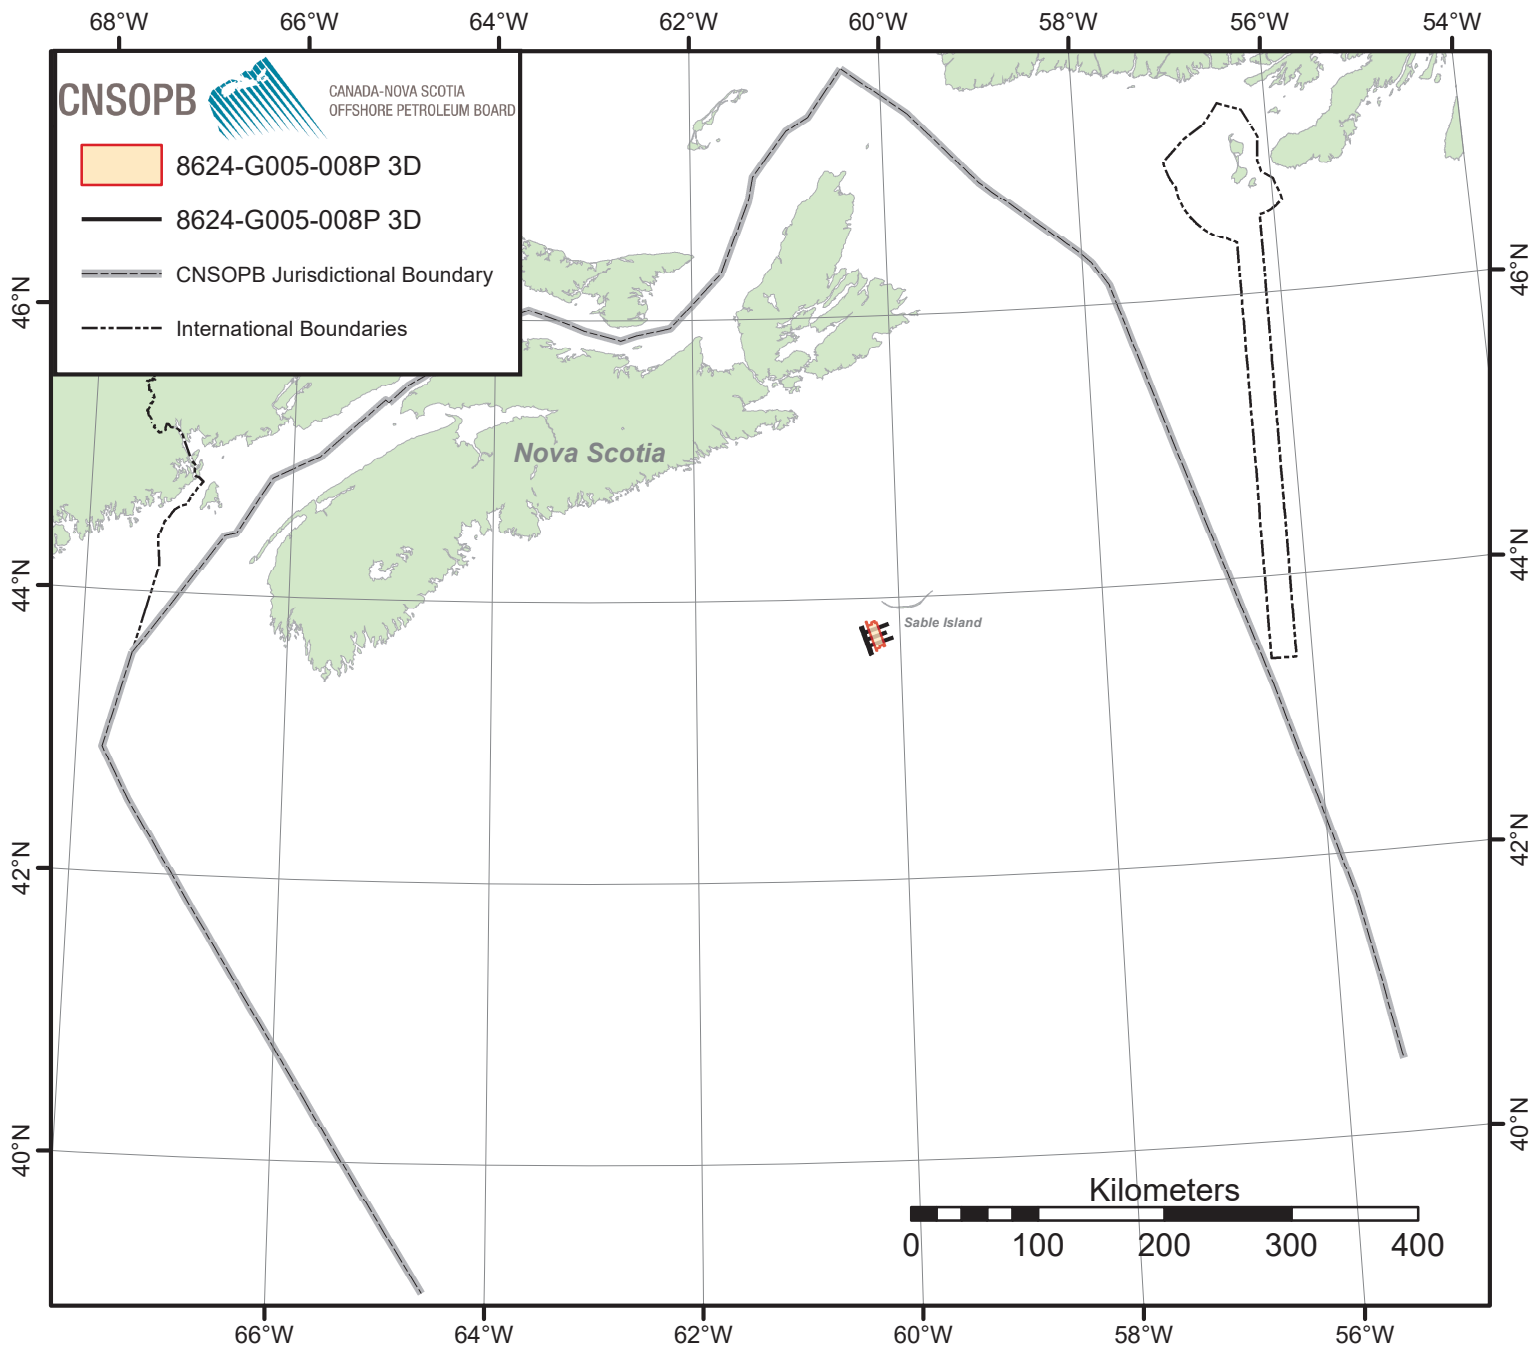 68°W 66°W 64°W 62°W 60°W 58°W 56°W 54°W
CNSOPB
CANADA-NOVA SCOTIA
OFFSHORE PETROLEUM BOARD
8624-G005-008P 3D
8624-G005-008P 3D
CNSOPB Jurisdictional Boundary
International Boundaries
46°N
46°N
Nova Scotia
44°N
44°N
Sable Island
42°N
42°N
40°N
40°N
Kilometers
0 100 200 300 400
66°W 64°W 62°W 60°W 58°W 56°W